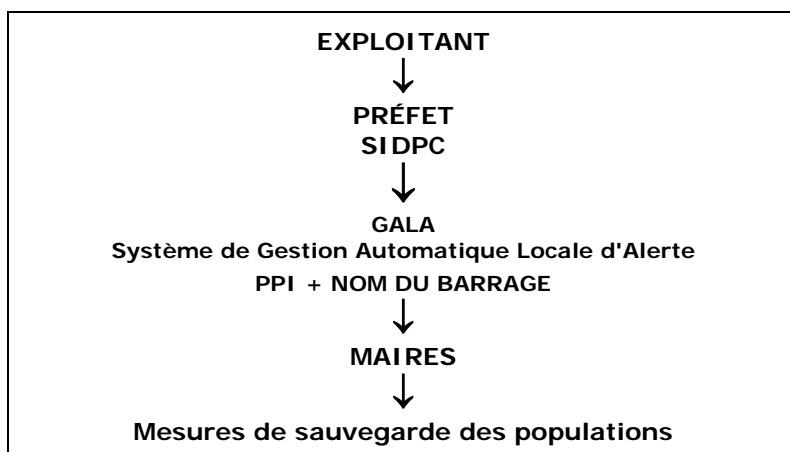 EXPLOITANT
PRÉFET
SIDPC
GALA
Système de Gestion Automatique Locale d'Alerte
PPI + NOM DU BARRAGE
MAIRES
Mesures de sauvegarde des populations